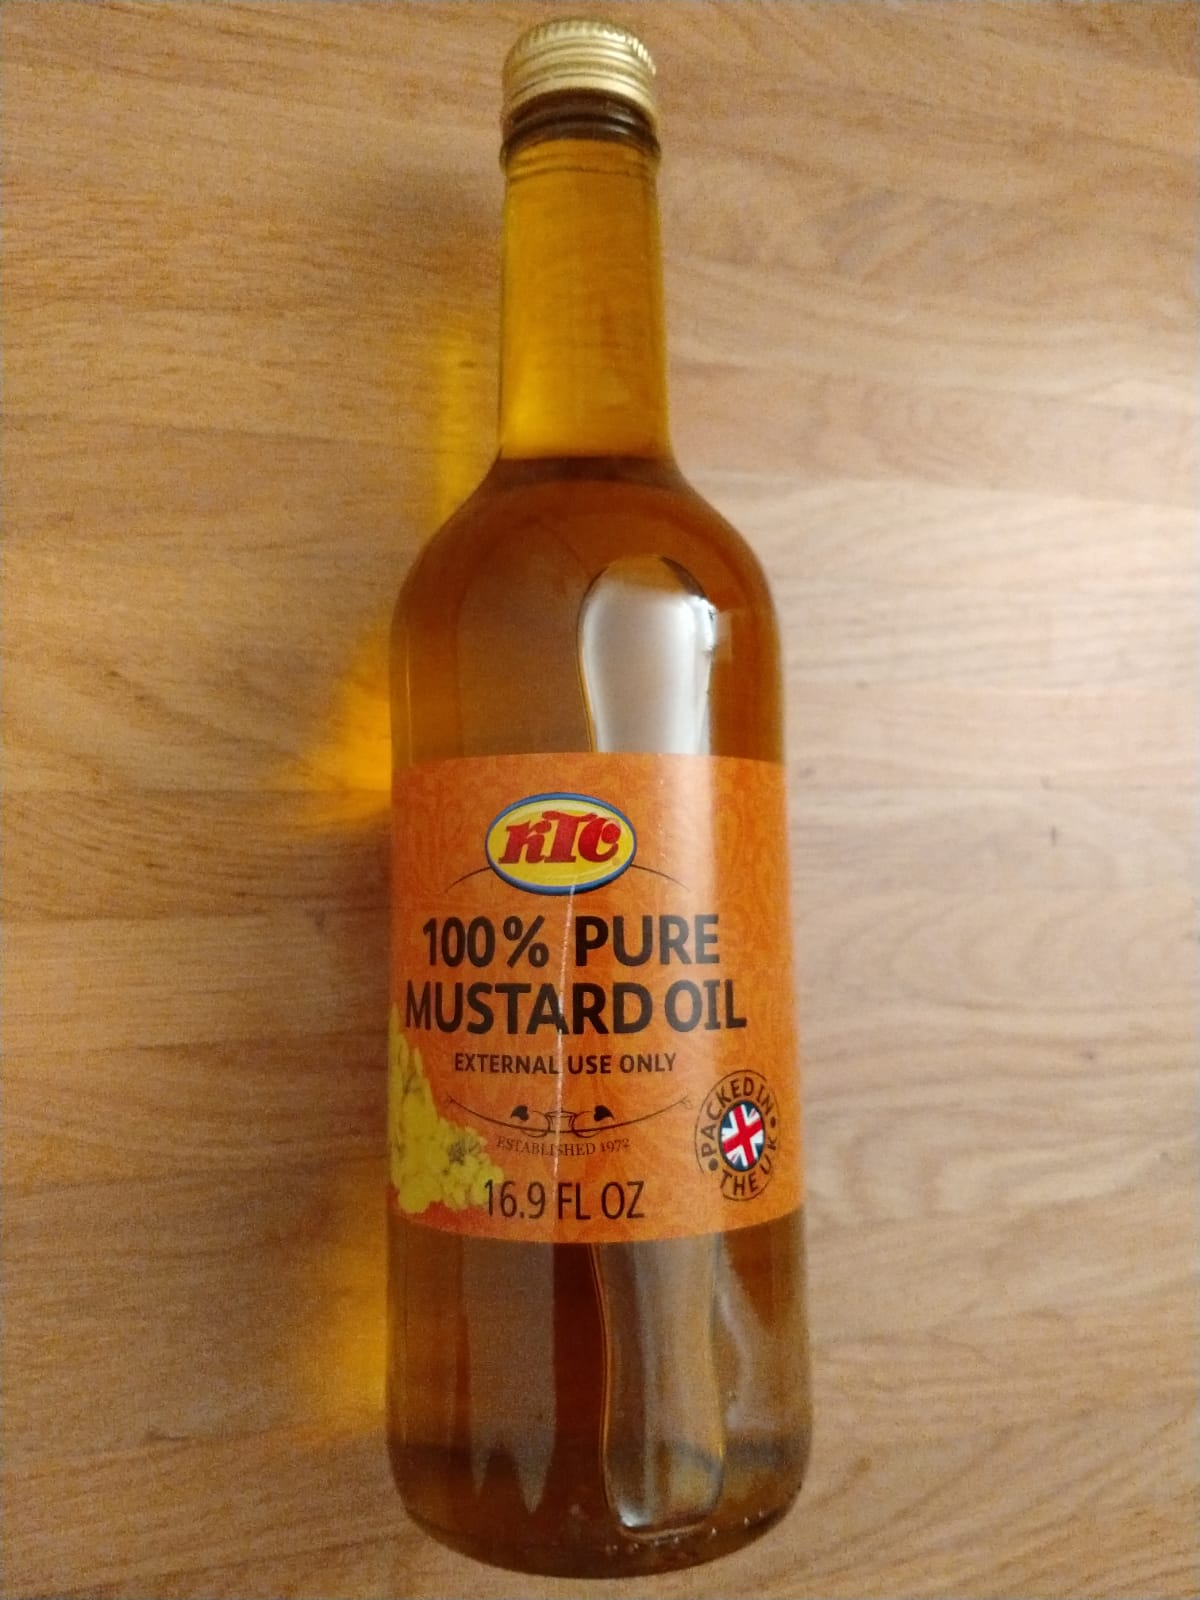 KTC
100% PURE
MUSTARD OIL
EXTERNAL USE ONLY
ESTABLISHED 1972
PACKED IN
THE UK
16.9 FL OZ